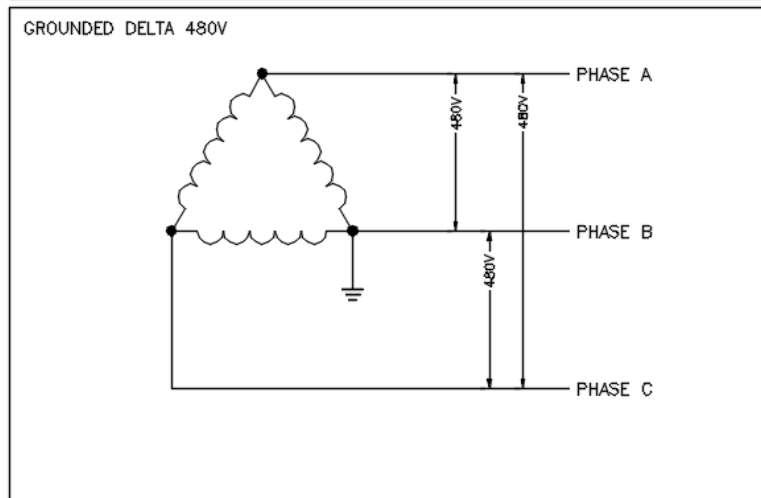 GROUNDED DELTA 480V
PHASE A
480V
480V
PHASE B
480V
PHASE C